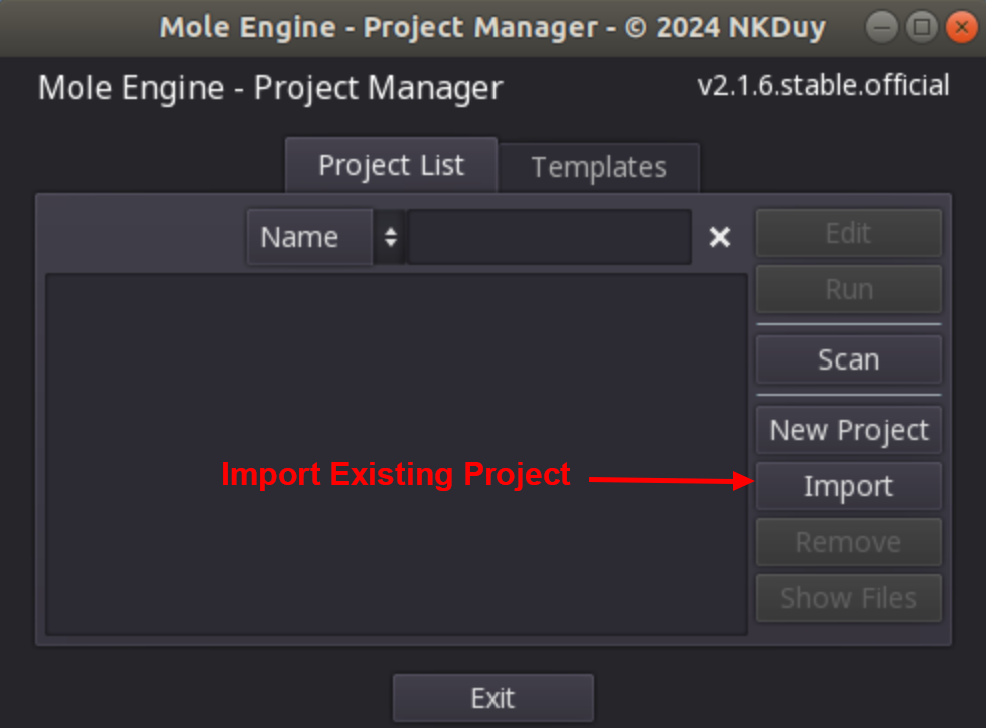 Mole Engine - Project Manager - © 2024 NKDuy
Mole Engine - Project Manager
v2.1.6.stable.official
Project List
Templates
Name
Edit
Run
Scan
New Project
Import Existing Project
Import
Remove
Show Files
Exit